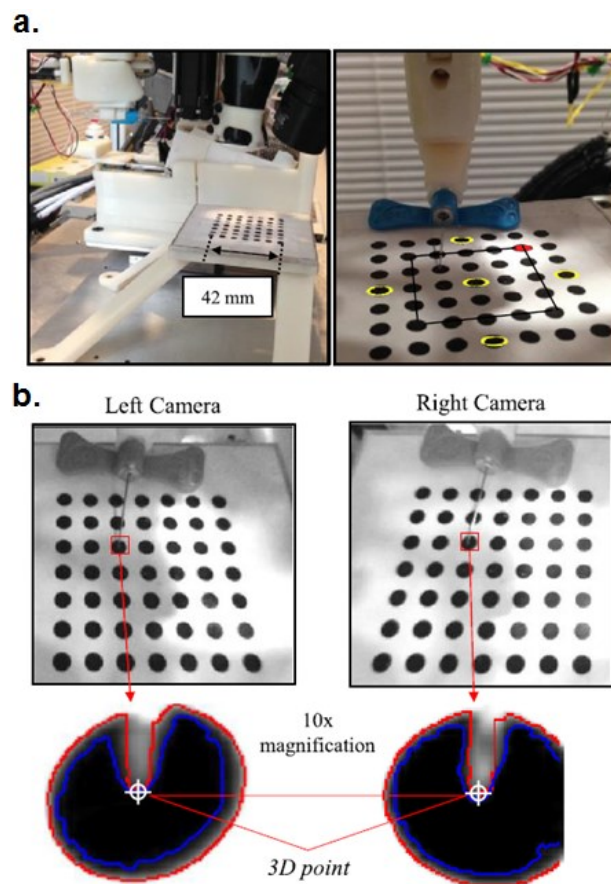 a.
42 mm
b.
Left Camera
Right Camera
10x
magnification
3D point